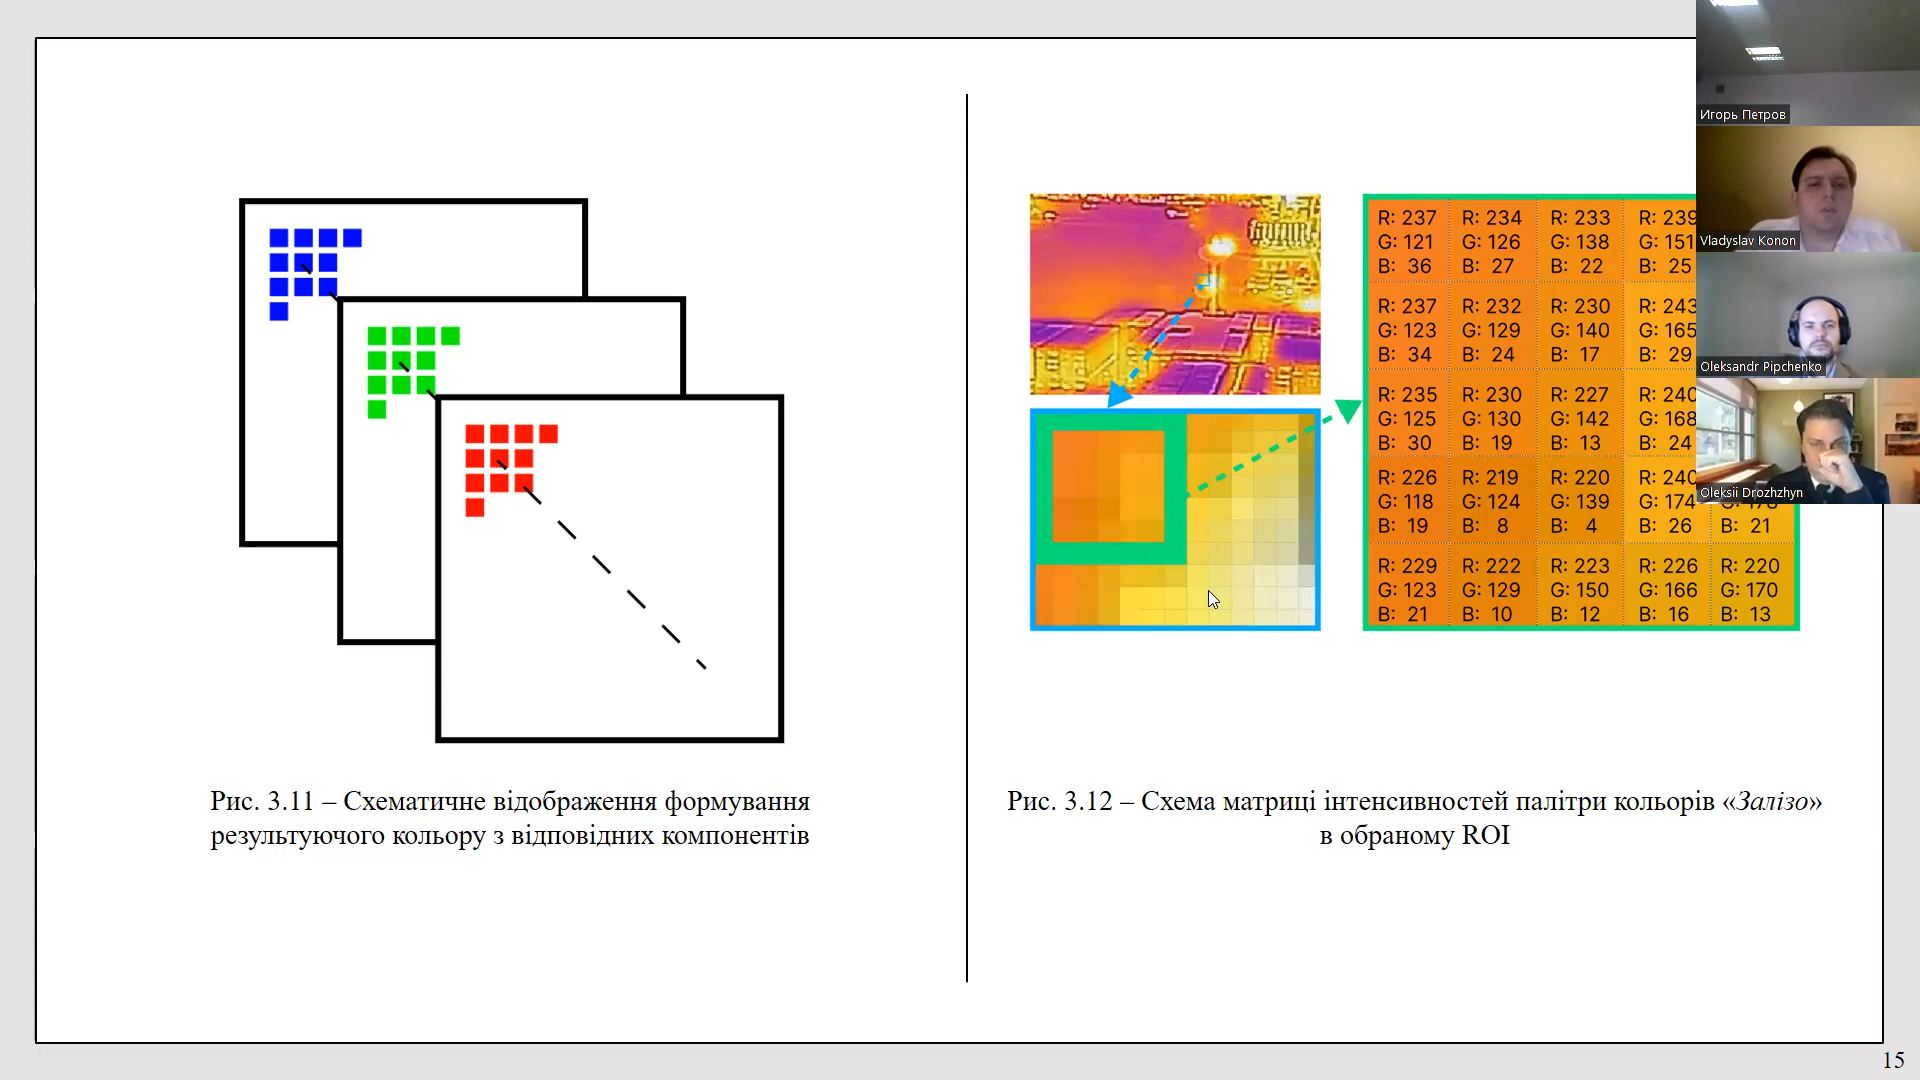 Игорь Петров
Vladyslav Konon
Oleksandr Pipchenko
Oleksii Drozhzhyn
R: 237 R: 234 R: 233 R: 239
G: 121 G: 126 G: 138 G: 151
B: 36 B: 27 B: 22 B: 25
R: 237 R: 232 R: 230 R: 243
G: 123 G: 129 G: 140 G: 165
B: 34 B: 24 B: 17 B: 29
R: 235 R: 230 R: 227 R: 240
G: 125 G: 130 G: 142 G: 168
B: 30 B: 19 B: 13 B: 24
R: 226 R: 219 R: 220 R: 240
G: 118 G: 124 G: 139 G: 174 G: 178
B: 19 B: 8 B: 4 B: 26 B: 21
R: 229 R: 222 R: 223 R: 226 R: 220
G: 123 G: 129 G: 150 G: 166 G: 170
B: 21 B: 10 B: 12 B: 16 B: 13
Рис. 3.11 – Схематичне відображення формування
результуючого кольору з відповідних компонентів
Рис. 3.12 – Схема матриці інтенсивностей палітри кольорів «Залізо»
в обраному ROI
15